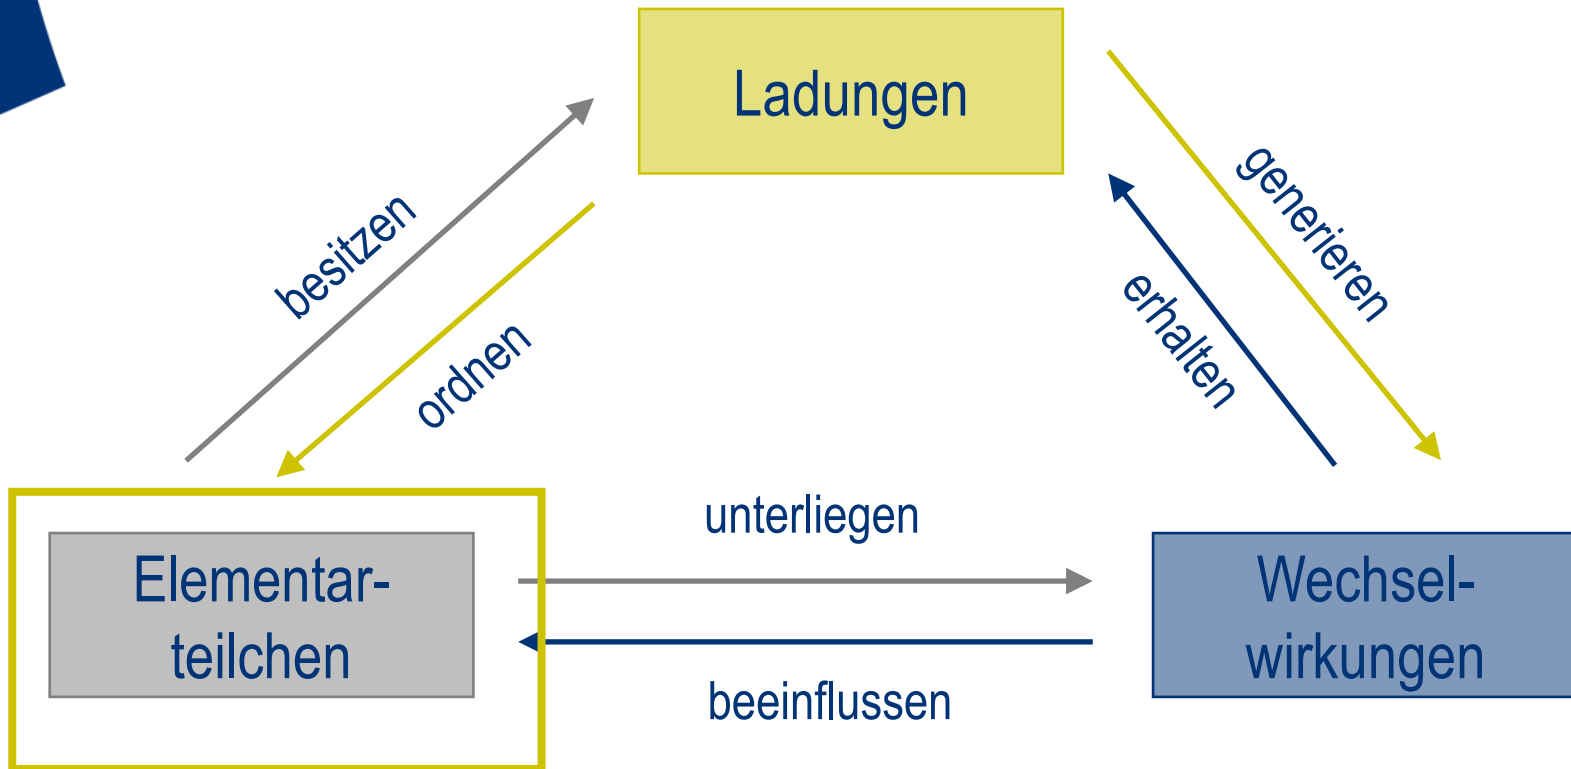 Ladungen
besitzen
ordnen
generieren
erhalten
unterliegen
Elementar-
teilchen
Wechsel-
wirkungen
beeinflussen